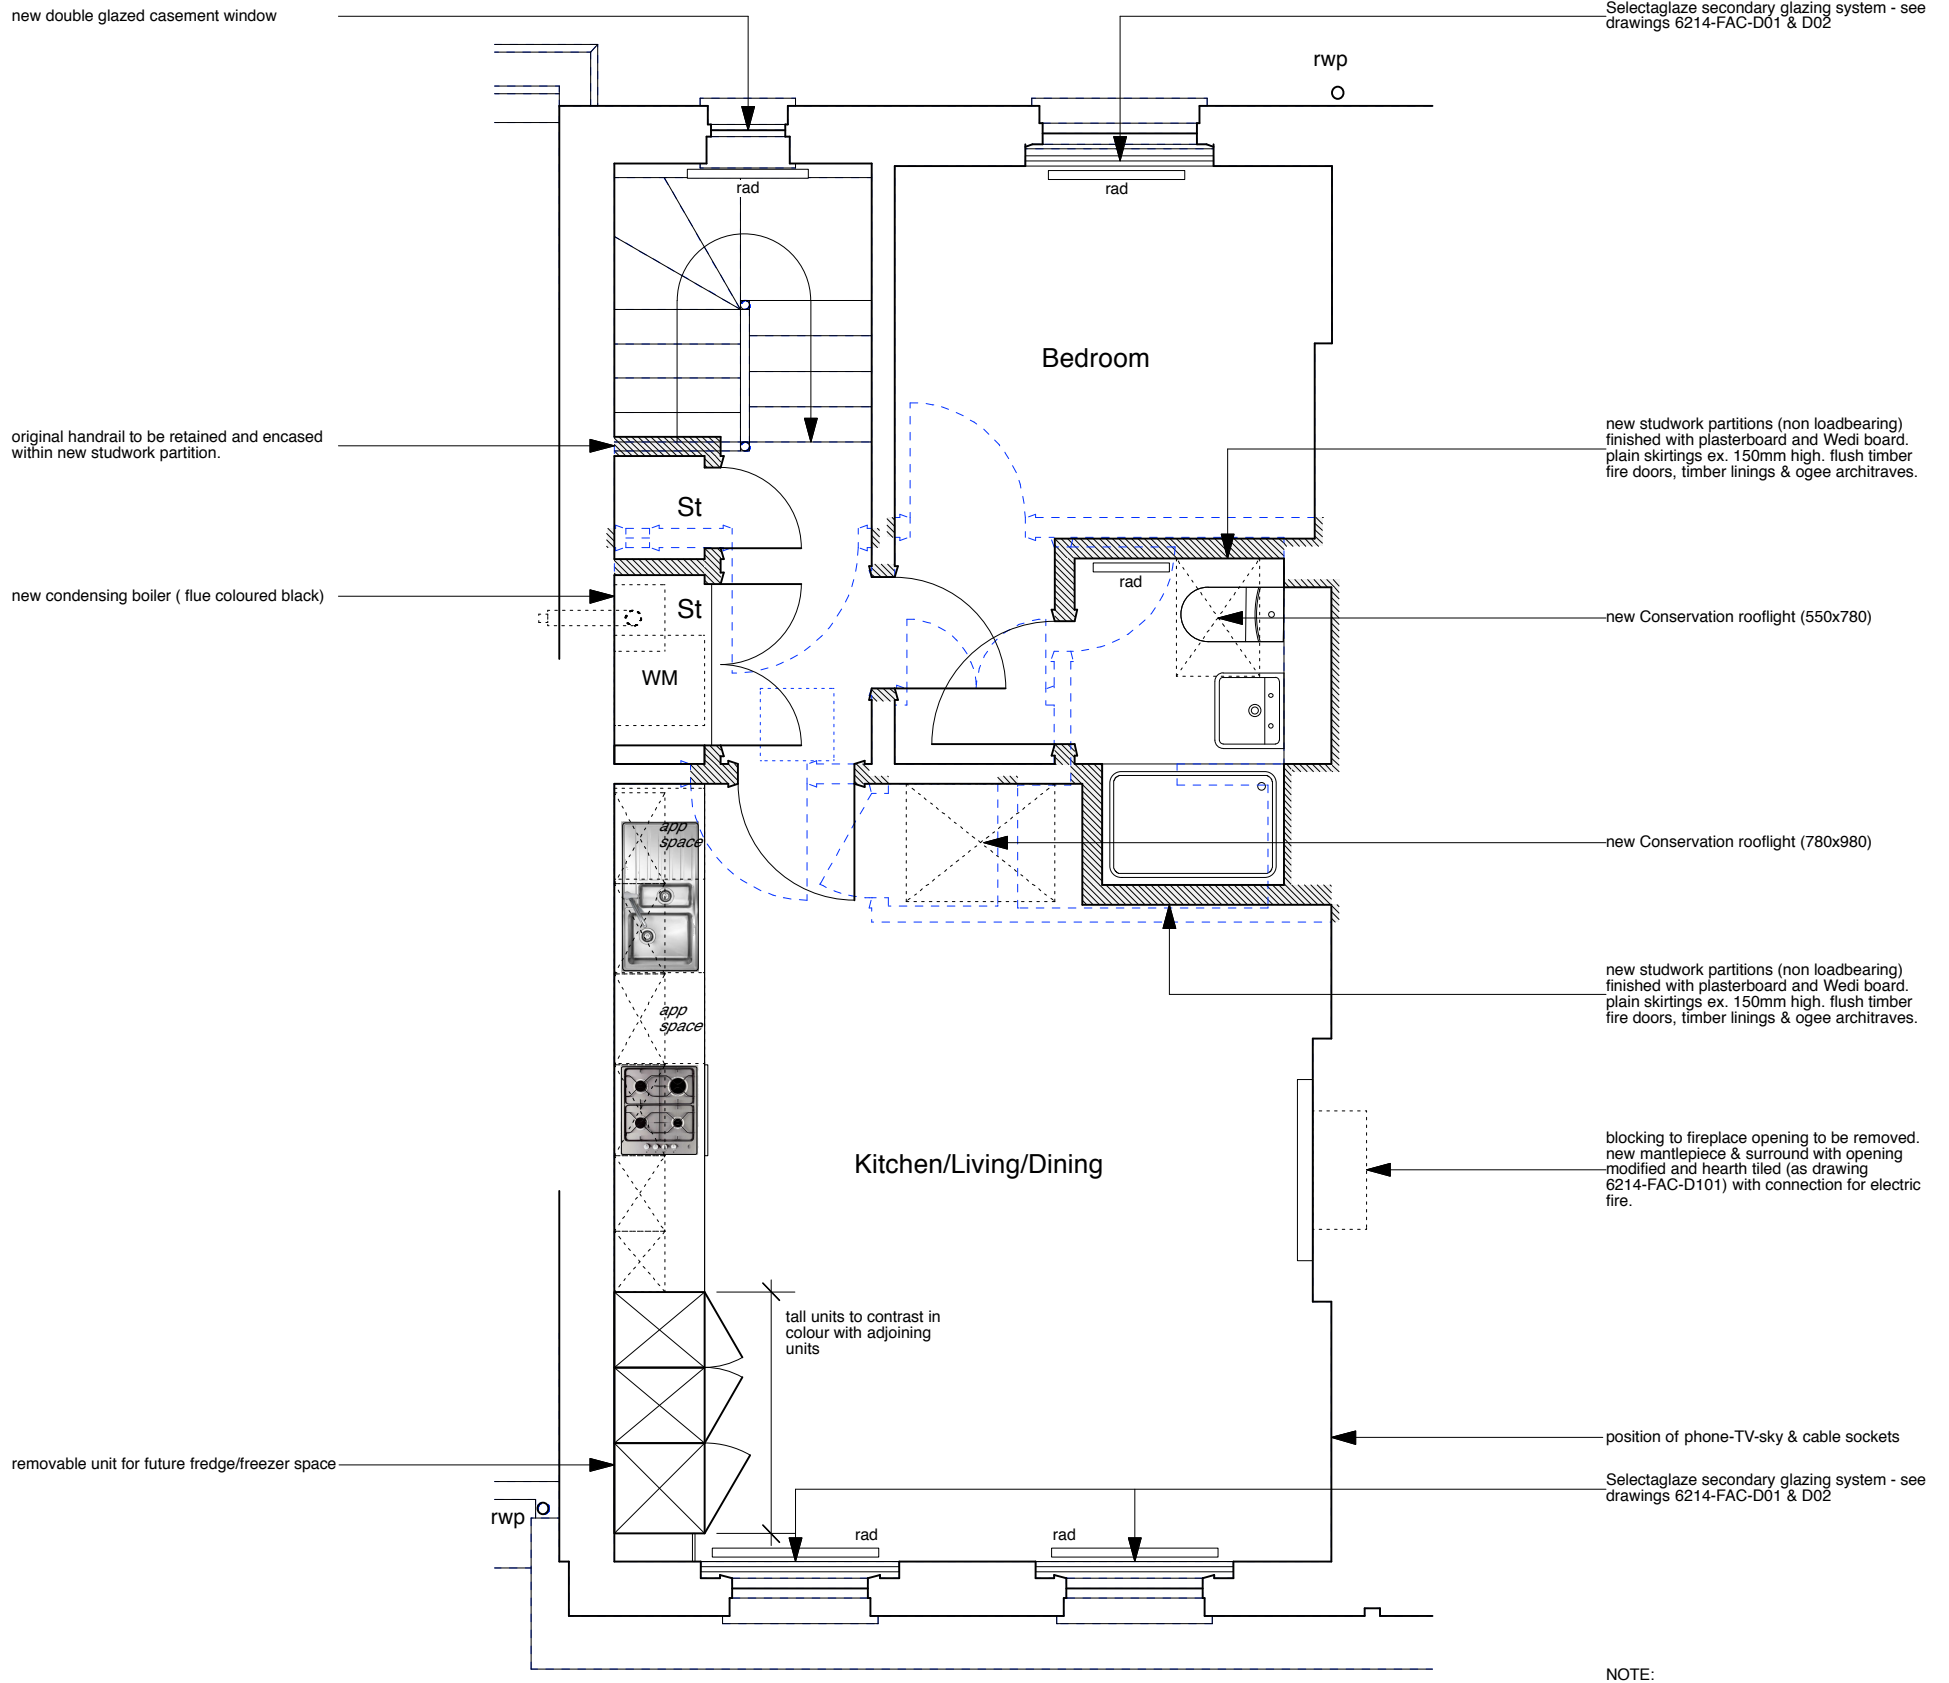 new double glazed casement window
Selectaglaze secondary glazing system - see
drawings 6214-FAC-D01 & D02
rwp
rad
rad
Bedroom
original handrail to be retained and encased
within new studwork partition.
new studwork partitions (non loadbearing)
finished with plasterboard and Wedi board.
plain skirtings ex. 150mm high. flush timber
fire doors, timber linings & ogee architraves.
St
rad
new condensing boiler ( flue coloured black)
St
new Conservation rooflight (550x780)
WM
app
space
new Conservation rooflight (780x980)
new studwork partitions (non loadbearing)
finished with plasterboard and Wedi board.
plain skirtings ex. 150mm high. flush timber
fire doors, timber linings & ogee architraves.
app
space
Kitchen/Living/Dining
blocking to fireplace opening to be removed.
new mantlepiece & surround with opening
modified and hearth tiled (as drawing
6214-FAC-D101) with connection for electric
fire.
tall units to contrast in
colour with adjoining
units
position of phone-TV-sky & cable sockets
removable unit for future fredge/freezer space
Selectaglaze secondary glazing system - see
drawings 6214-FAC-D01 & D02
rwp
rad
rad
NOTE: